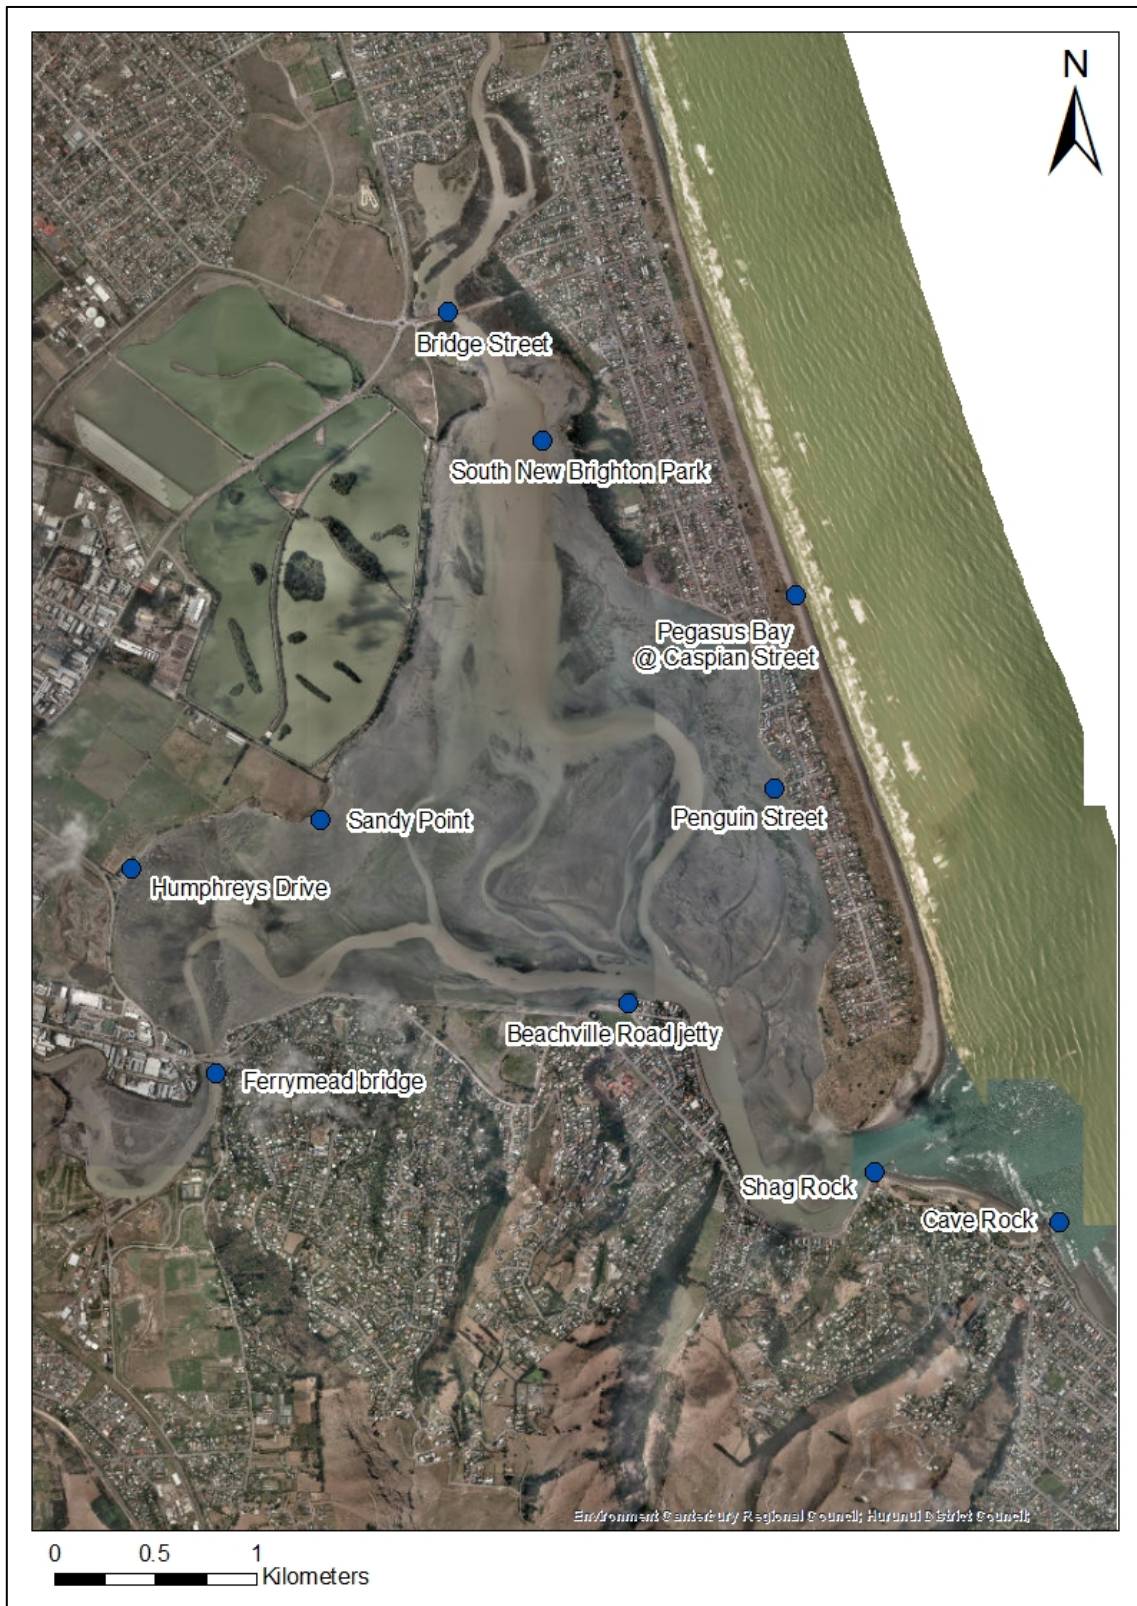 N
Bridge Street
South New Brighton Park
Pegasus Bay
@ Caspian Street
Penguin Street
Sandy Point
Humphreys Drive
Beachville Road jetty
Ferrymead bridge
Shag Rock
Cave Rock
Environment Canterbury Regional Council; Hurunui District Council;
0 0.5 1
Kilometers